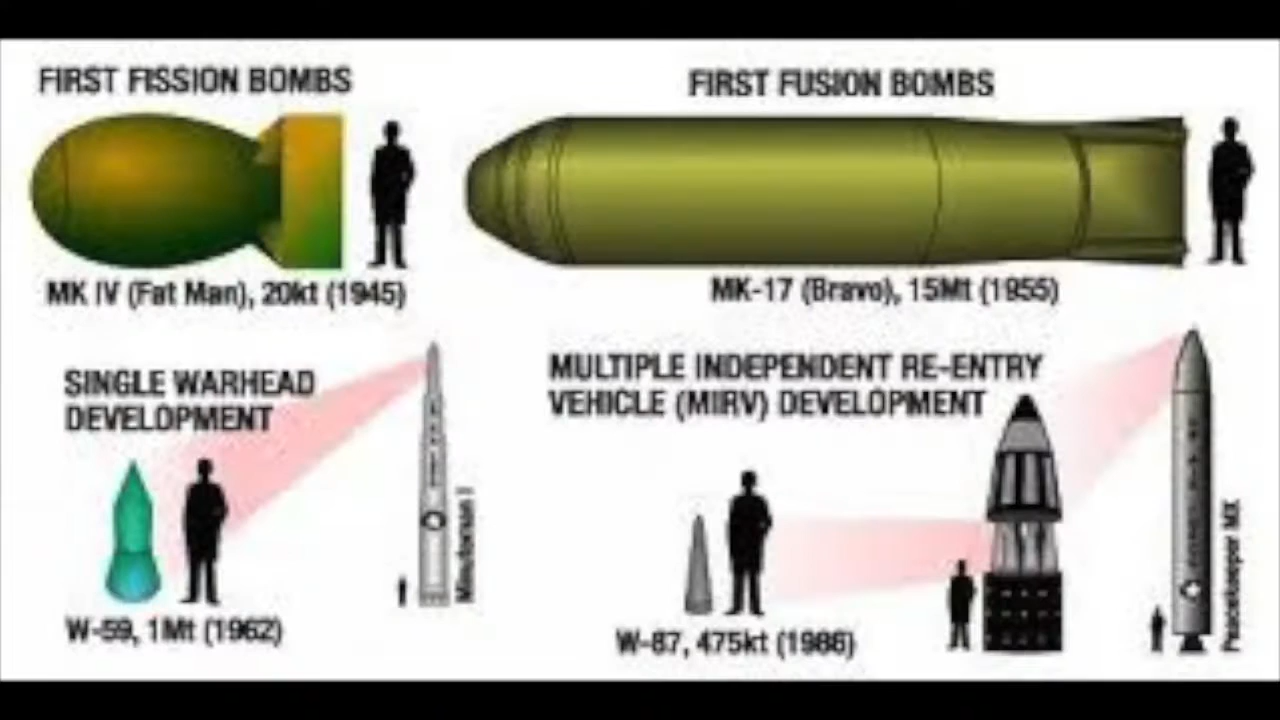 FIRST FISSION BOMBS
MK IV (Fat Man), 20kt (1945)
FIRST FUSION BOMBS
MK-17 (Bravo), 15Mt (1955)
SINGLE WARHEAD
DEVELOPMENT
W-59, 1Mt (1962)
Minuteman I
MULTIPLE INDEPENDENT RE-ENTRY
VEHICLE (MIRV) DEVELOPMENT
W-87, 475kt (1986)
Peacekeeper MX